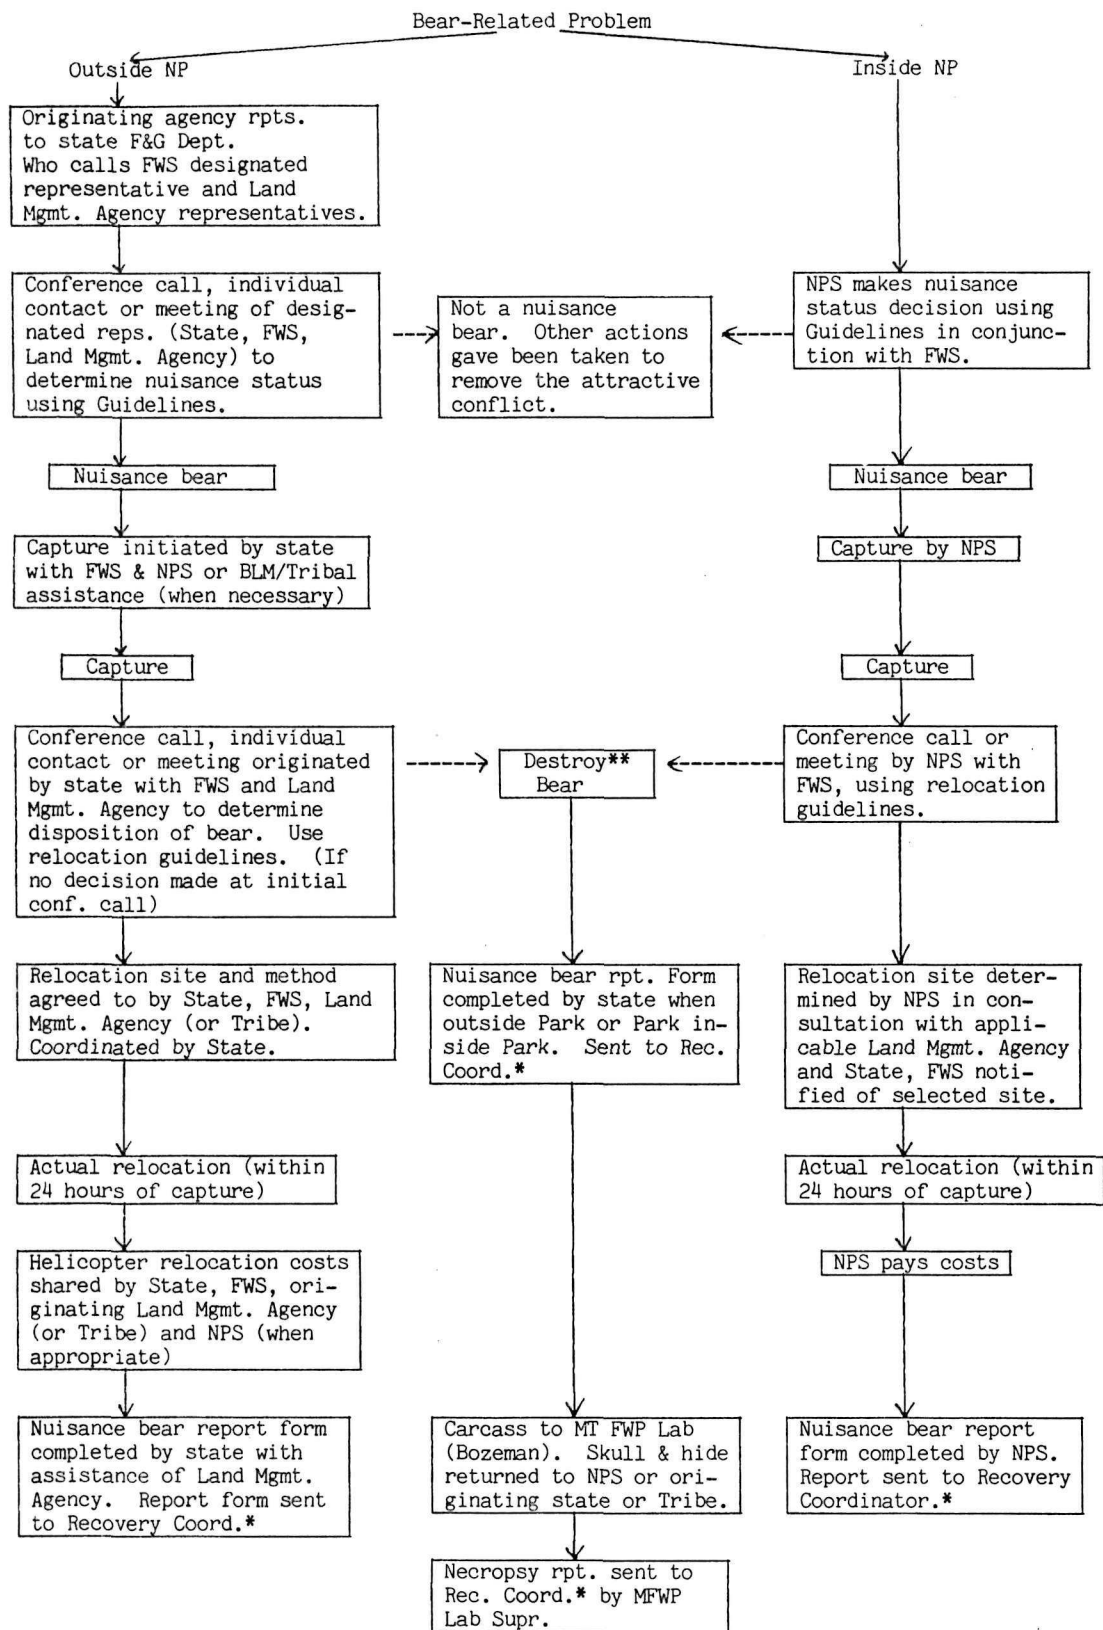 Bear-Related Problem
Outside NP
Inside NP
Originating agency rpts.
to state F&G Dept.
Who calls FWS designated
representative and Land
Mgmt. Agency representatives.
Conference call, individual
contact or meeting of desig-
nated reps. (State, FWS,
Land Mgmt. Agency) to
determine nuisance status
using Guidelines.
Not a nuisance
bear. Other actions
gave been taken to
remove the attractive
conflict.
NPS makes nuisance
status decision using
Guidelines in conjunc-
tion with FWS.
Nuisance bear
Nuisance bear
Capture initiated by state
with FWS & NPS or BLM/Tribal
assistance (when necessary)
Capture by NPS
Capture
Capture
Conference call, individual
contact or meeting originated
by state with FWS and Land
Mgmt. Agency to determine
disposition of bear. Use
relocation guidelines. (If
no decision made at initial
conf. call)
Destroy**
Bear
Conference call or
meeting by NPS with
FWS, using relocation
guidelines.
Relocation site and method
agreed to by State, FWS, Land
Mgmt. Agency (or Tribe).
Coordinated by State.
Nuisance bear rpt. Form
completed by state when
outside Park or Park in-
side Park. Sent to Rec.
Coord.*
Relocation site deter-
mined by NPS in con-
sultation with appli-
cable Land Mgmt. Agency
and State, FWS noti-
fied of selected site.
Actual relocation (within
24 hours of capture)
Actual relocation (within
24 hours of capture)
Helicopter relocation costs
shared by State, FWS, ori-
ginating Land Mgmt. Agency
(or Tribe) and NPS (when
appropriate)
NPS pays costs
Nuisance bear report form
completed by state with
assistance of Land Mgmt.
Agency. Report form sent
to Recovery Coord.*
Carcass to MT FWP Lab
(Bozeman). Skull & hide
returned to NPS or ori-
ginating state or Tribe.
Nuisance bear report
form completed by NPS.
Report sent to Recovery
Coordinator.*
Necropsy rpt. sent to
Rec. Coord.* by MFWP
Lab Supr.